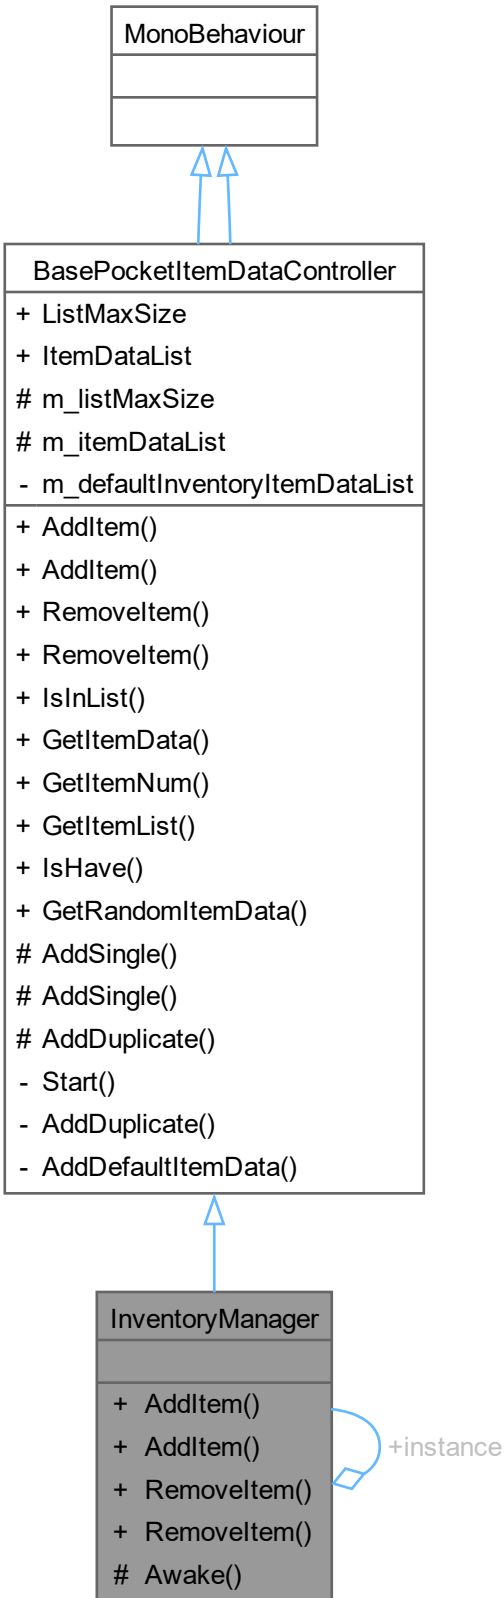 MonoBehaviour
BasePocketItemDataController
+ ListMaxSize
+ ItemDataList
# m_listMaxSize
# m_itemDataList
- m_defaultInventoryItemDataList
+ AddItem()
+ AddItem()
+ RemoveItem()
+ RemoveItem()
+ IsInList()
+ GetItemData()
+ GetItemNum()
+ GetItemList()
+ IsHave()
+ GetRandomItemData()
# AddSingle()
# AddSingle()
# AddDuplicate()
- Start()
- AddDuplicate()
- AddDefaultItemData()
InventoryManager
+ AddItem()
+ AddItem()
+instance
+ RemoveItem()
+ RemoveItem()
# Awake()